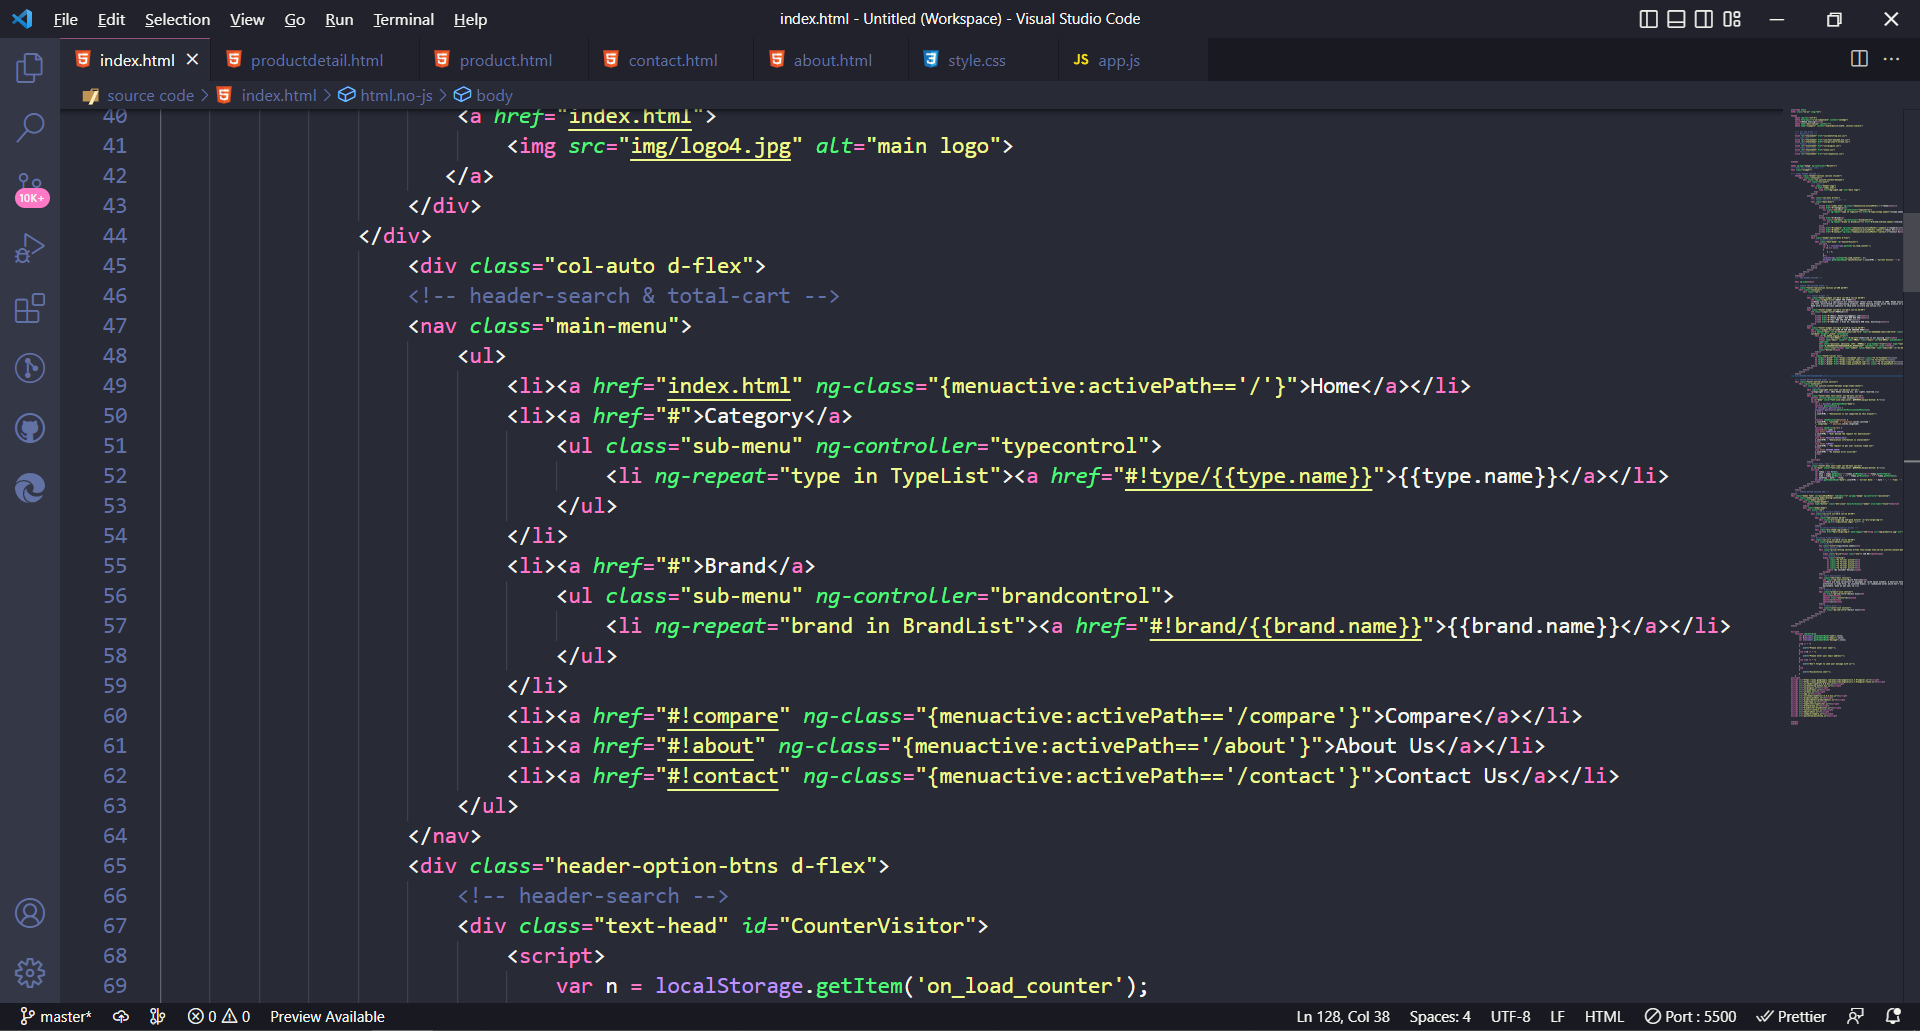 File Edit Selection View Go Run Terminal Help
index.html - Untitled (Workspace) - Visual Studio Code
index.html productdetail.html product.html contact.html about.html style.css JS app.js
source code > index.html > html.no-js > body
40 <a href="index.html">
41 <img src="img/logo4.jpg" alt="main logo">
42 </a>
43 </div>
44 </div>
45 <div class="col-auto d-flex">
46 <!-- header-search & total-cart -->
47 <nav class="main-menu">
48 <ul>
49 <li><a href="index.html" ng-class="{menuactive:activePath=='/'}">Home</a></li>
50 <li><a href="#">Category</a>
51 <ul class="sub-menu" ng-controller="typecontrol">
52 <li ng-repeat="type in TypeList"><a href="#!type/{{type.name}}">{{type.name}}</a></li>
53 </ul>
54 </li>
55 <li><a href="#">Brand</a>
56 <ul class="sub-menu" ng-controller="brandcontrol">
57 <li ng-repeat="brand in BrandList"><a href="#!brand/{{brand.name}}">{{brand.name}}</a></li>
58 </ul>
59 </li>
60 <li><a href="#!compare" ng-class="{menuactive:activePath=='/compare'}">Compare</a></li>
61 <li><a href="#!about" ng-class="{menuactive:activePath=='/about'}">About Us</a></li>
62 <li><a href="#!contact" ng-class="{menuactive:activePath=='/contact'}">Contact Us</a></li>
63 </ul>
64 </nav>
65 <div class="header-option-btns d-flex">
66 <!-- header-search -->
67 <div class="text-head" id="CounterVisitor">
68 <script>
69 var n = localStorage.getItem('on_load_counter');
10K+
master* 0 0 Preview Available Ln 128, Col 38 Spaces: 4 UTF-8 LF HTML Port : 5500 Prettier